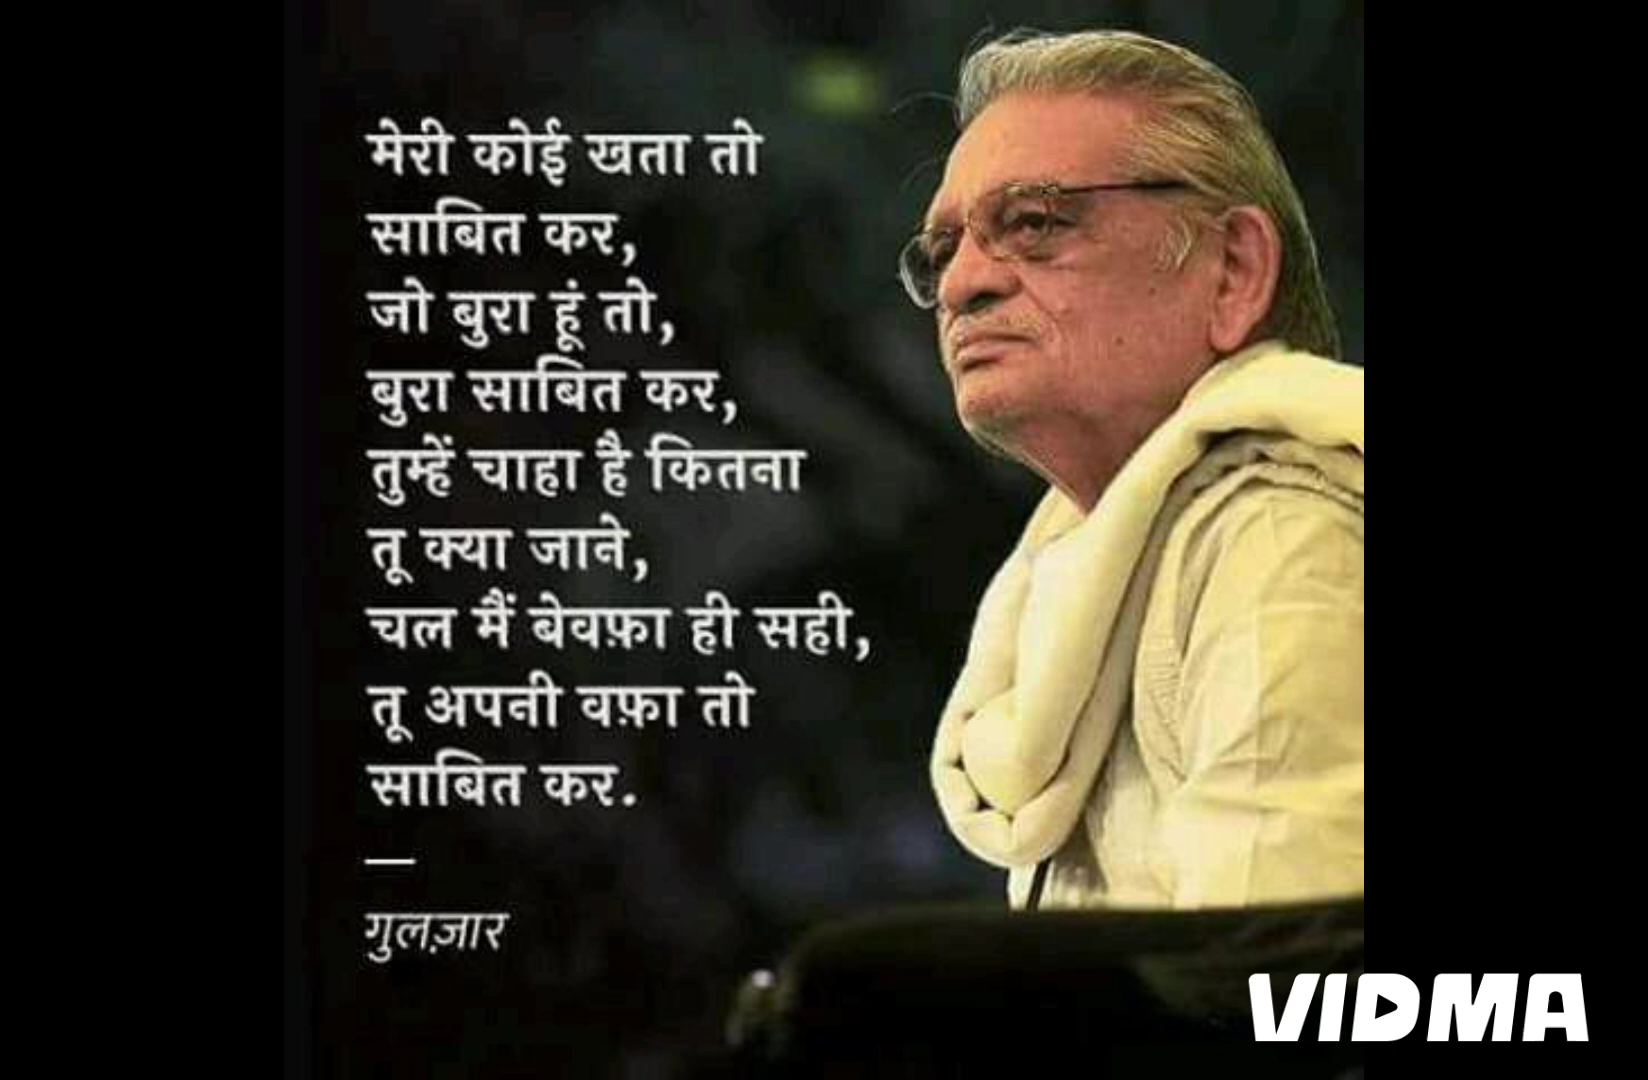 मेरी कोई खता तो
साबित कर,
जो बुरा हूं तो,
बुरा साबित कर,
तुम्हें चाहा है कितना
तू क्या जाने,
चल मैं बेवफ़ा ही सही,
तू अपनी वफ़ा तो
साबित कर.
—
गुलज़ार
VIDMA